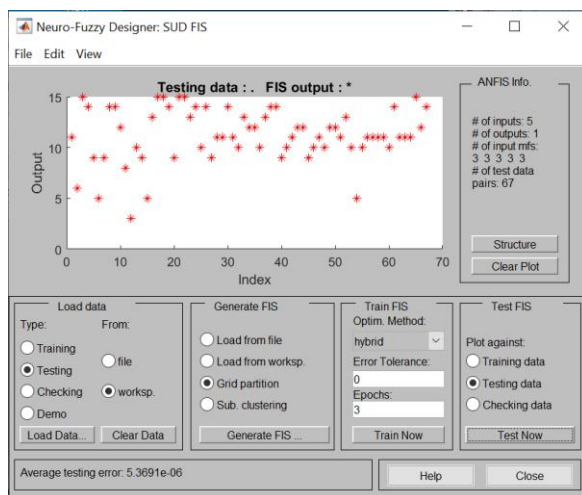 Neuro-Fuzzy Designer: SUD FIS
File Edit View
Testing data : . FIS output : *
15
10
5
0
Output
0 10 20 30 40 50 60 70
Index
ANFIS Info.
# of inputs: 5
# of outputs: 1
# of input mfs:
3 3 3 3 3
# of test data
pairs: 67
Structure
Clear Plot
Load data
Type: From:
Training
Testing
Checking
Demo
file
worksp.
Load Data... Clear Data
Generate FIS
Load from file
Load from worksp.
Grid partition
Sub. clustering
Generate FIS ...
Train FIS
Optim. Method:
hybrid
Error Tolerance:
0
Epochs:
3
Train Now
Test FIS
Plot against:
Training data
Testing data
Checking data
Test Now
Average testing error: 5.3691e-06
Help Close